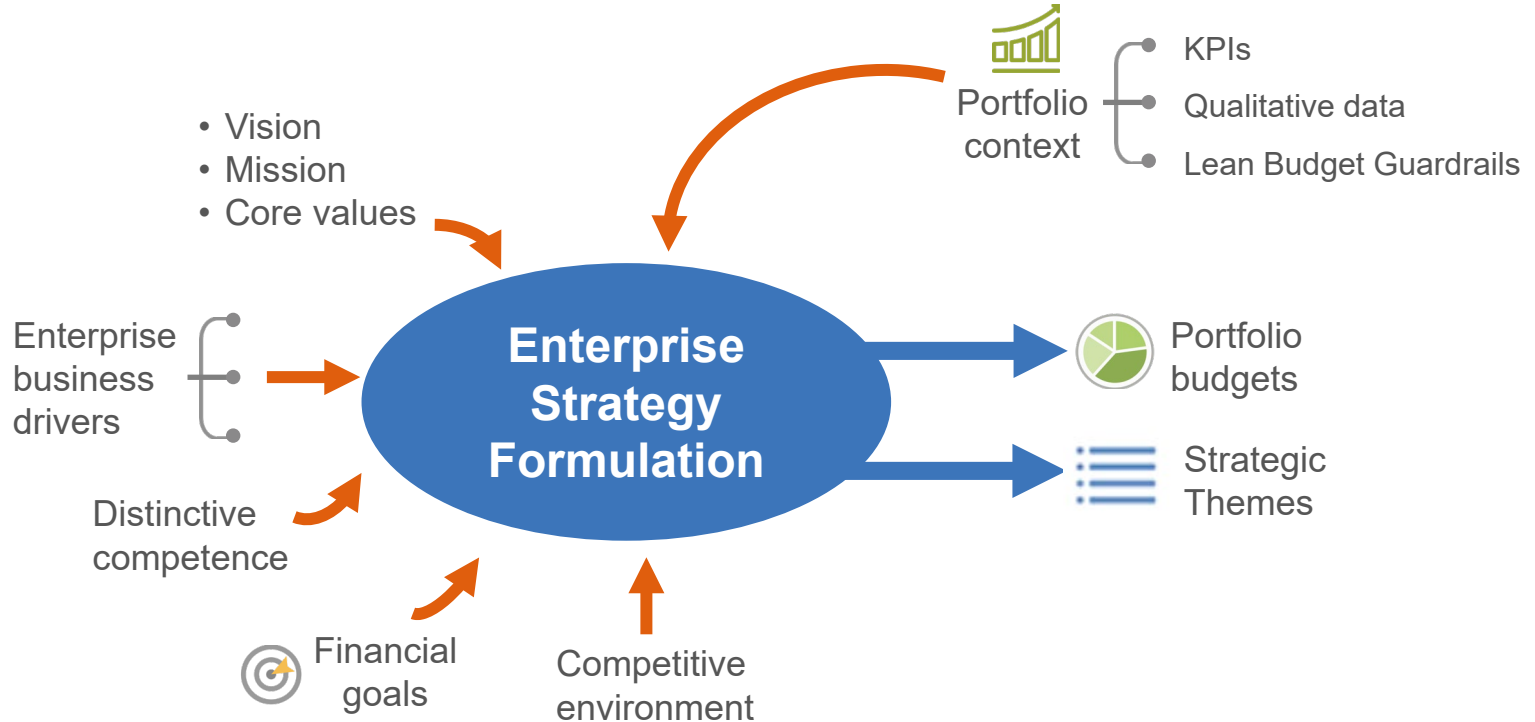 KPIs
Portfolio
context
Qualitative data
Lean Budget Guardrails
• Vision
• Mission
• Core values
Enterprise
business
drivers
Enterprise
Strategy
Formulation
Portfolio
budgets
Strategic
Themes
Distinctive
competence
Financial
goals
Competitive
environment